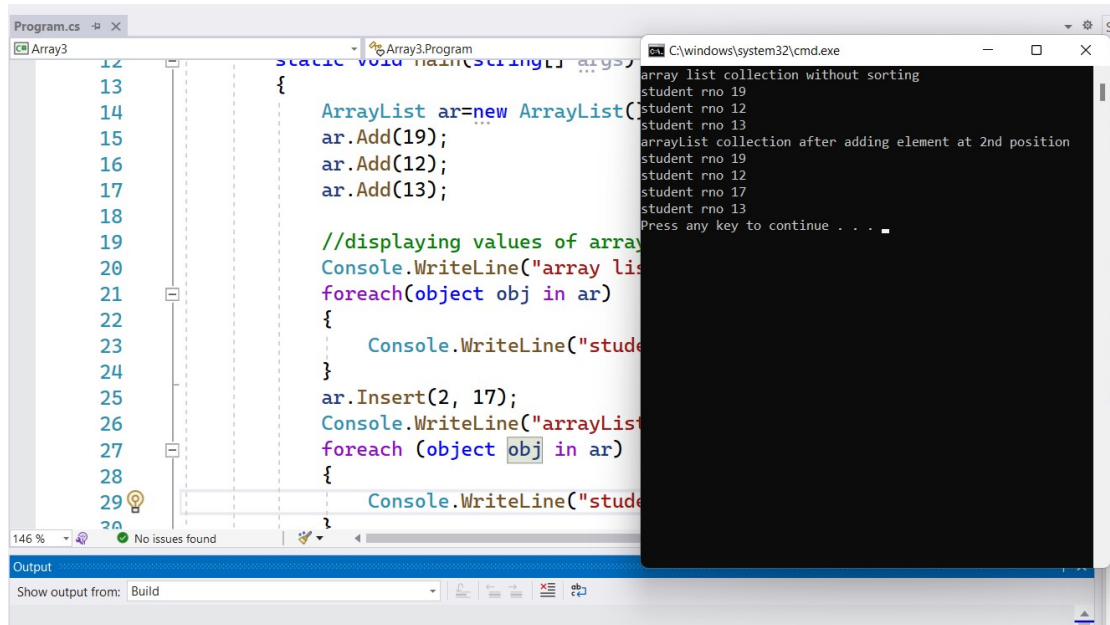 Program.cs
Array3
Array3.Program
12 static void Main(string[] args)
13 {
14 ArrayList ar=new ArrayList()
15 ar.Add(19);
16 ar.Add(12);
17 ar.Add(13);
18
19 //displaying values of array
20 Console.WriteLine("array lis
21 foreach(object obj in ar)
22 {
23 Console.WriteLine("stude
24 }
25 ar.Insert(2, 17);
26 Console.WriteLine("arrayList
27 foreach (object obj in ar)
28 {
29 Console.WriteLine("stude
30 }
146 % No issues found
Output
Show output from: Build
C:\windows\system32\cmd.exe
array list collection without sorting
student rno 19
student rno 12
student rno 13
arrayList collection after adding element at 2nd position
student rno 19
student rno 12
student rno 17
student rno 13
Press any key to continue . . .